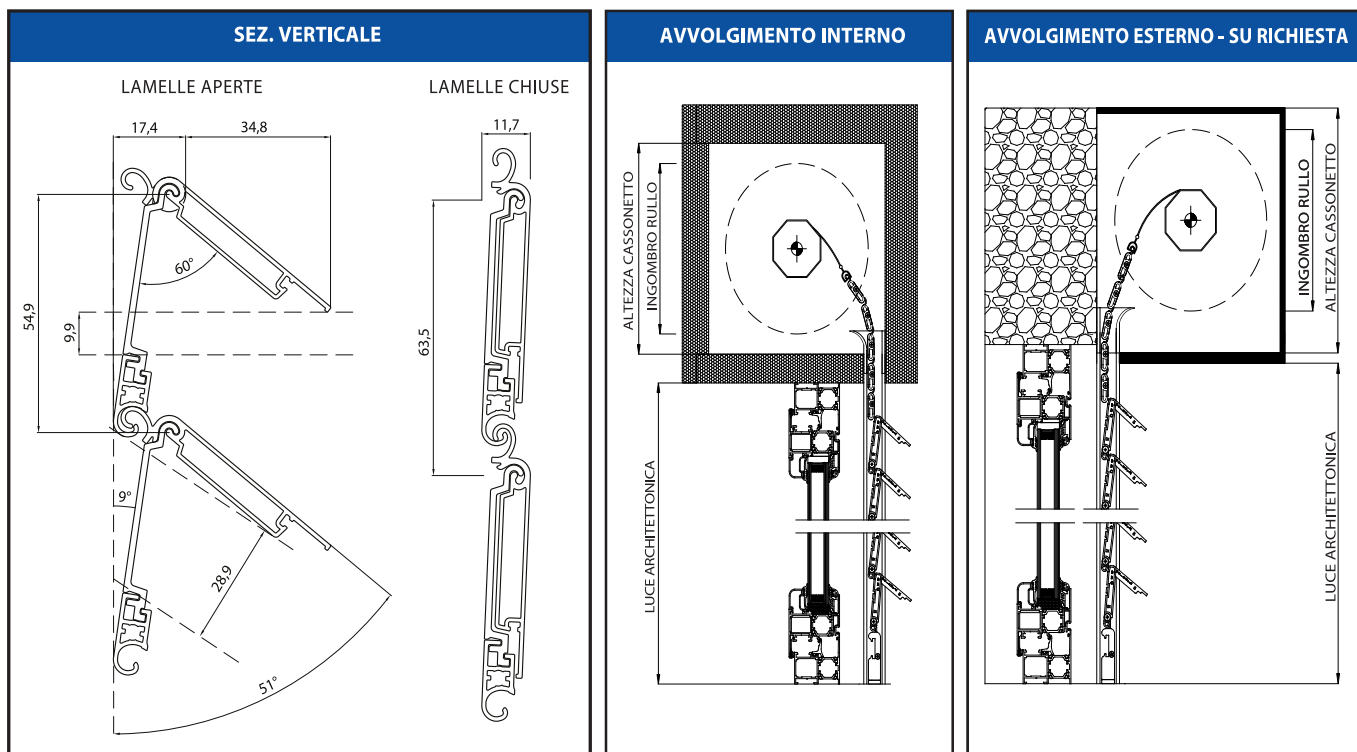 SEZ. VERTICALE
LAMELLE APERTE
LAMELLE CHIUSE
17,4
34,8
11,7
60°
54,9
9,9
63,5
9°
28,9
51°
AVVOLGIMENTO INTERNO
ALTEZZA CASSONETTO
INGOMBRO RULLO
LUCE ARCHITETTONICA
AVVOLGIMENTO ESTERNO - SU RICHIESTA
INGOMBRO RULLO
ALTEZZA CASSONETTO
LUCE ARCHITETTONICA